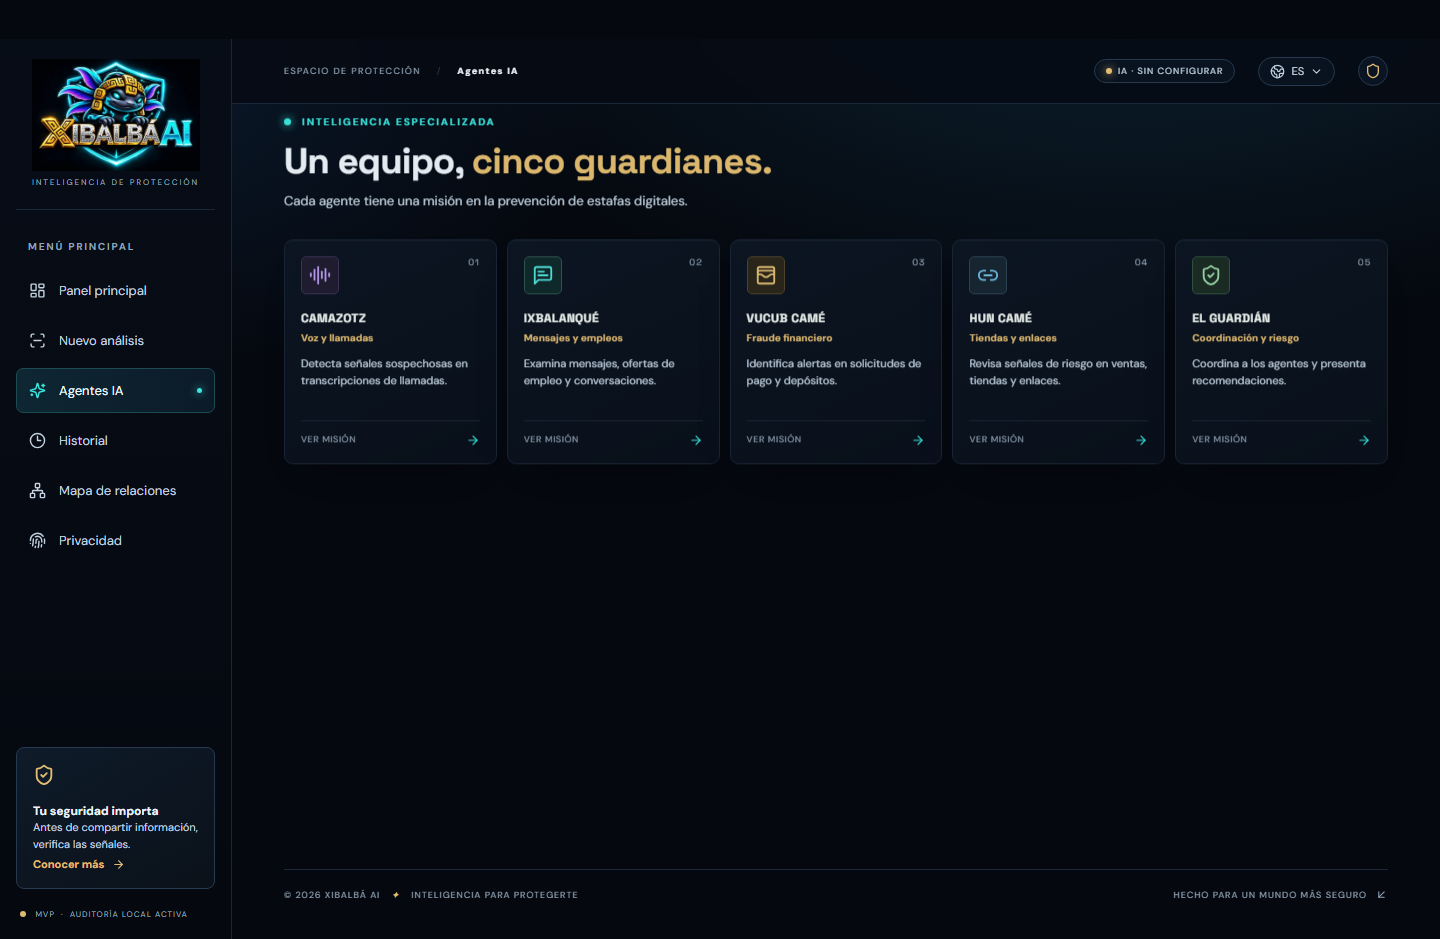 XIBALBÁ AI
INTELIGENCIA DE PROTECCIÓN
MENÚ PRINCIPAL
Panel principal
Nuevo análisis
Agentes IA
Historial
Mapa de relaciones
Privacidad
Tu seguridad importa
Antes de compartir información,
verifica las señales.
Conocer más
MVP · AUDITORÍA LOCAL ACTIVA
ESPACIO DE PROTECCIÓN / Agentes IA
IA · SIN CONFIGURAR
ES
INTELIGENCIA ESPECIALIZADA
Un equipo, cinco guardianes.
Cada agente tiene una misión en la prevención de estafas digitales.
01
CAMAZOTZ
Voz y llamadas
Detecta señales sospechosas en
transcripciones de llamadas.
VER MISIÓN
02
IXBALANQUÉ
Mensajes y empleos
Examina mensajes, ofertas de
empleo y conversaciones.
VER MISIÓN
03
VUCUB CAMÉ
Fraude financiero
Identifica alertas en solicitudes de
pago y depósitos.
VER MISIÓN
04
HUN CAMÉ
Tiendas y enlaces
Revisa señales de riesgo en ventas,
tiendas y enlaces.
VER MISIÓN
05
EL GUARDIÁN
Coordinación y riesgo
Coordina a los agentes y presenta
recomendaciones.
VER MISIÓN
© 2026 XIBALBÁ AI ✦ INTELIGENCIA PARA PROTEGERTE
HECHO PARA UN MUNDO MÁS SEGURO